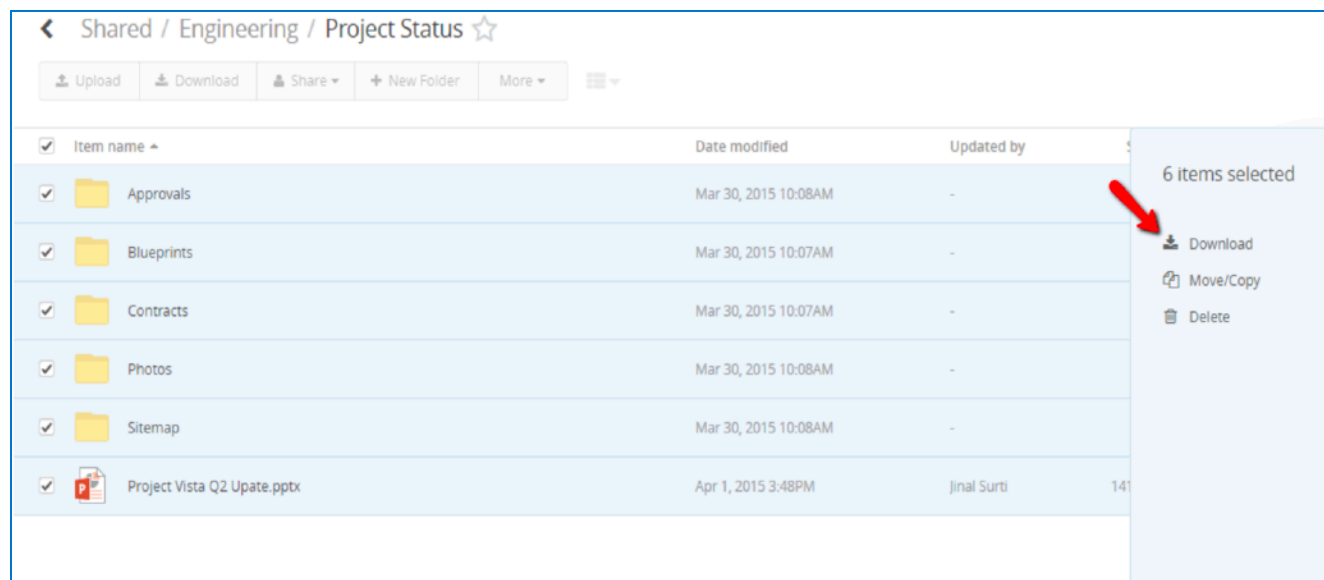 Shared / Engineering / Project Status
Upload Download Share + New Folder More
Item name Date modified Updated by
6 items selected
Approvals Mar 30, 2015 10:08AM -
Download
Blueprints Mar 30, 2015 10:07AM -
Move/Copy
Contracts Mar 30, 2015 10:07AM -
Delete
Photos Mar 30, 2015 10:08AM -
Sitemap Mar 30, 2015 10:08AM -
P Project Vista Q2 Upate.pptx Apr 1, 2015 3:48PM Jinal Surti 141